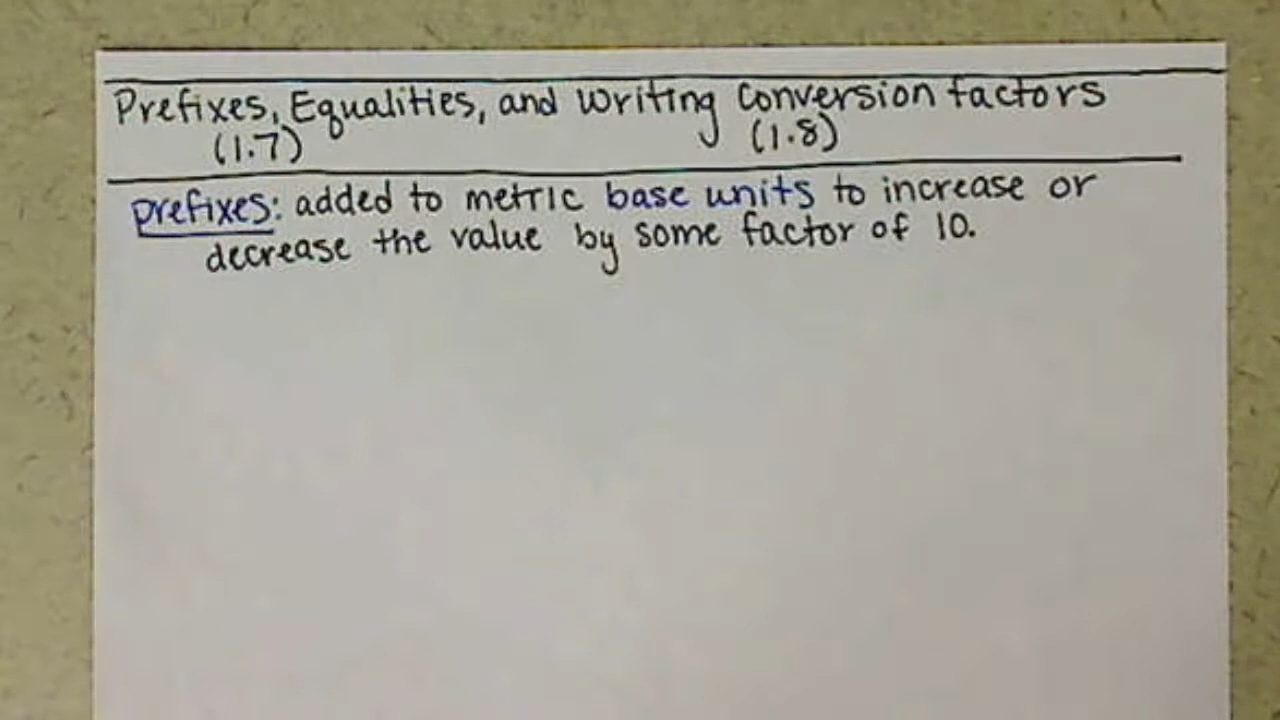 Prefixes, Equalities, and Writing Conversion factors
(1.7) (1.8)
prefixes: added to metric base units to increase or
decrease the value by some factor of 10.